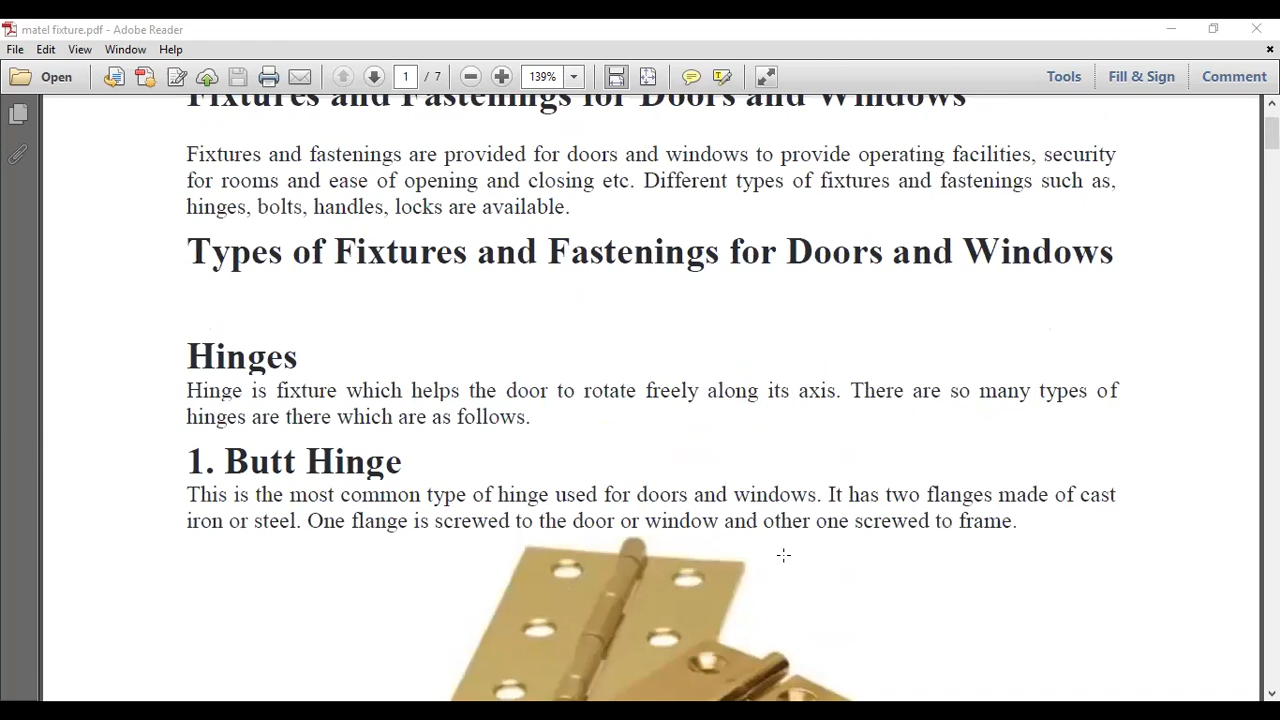 matel fixture.pdf - Adobe Reader
File Edit View Window Help
Open 1 / 7 139% Tools Fill & Sign Comment
Fixtures and Fastenings for Doors and Windows
Fixtures and fastenings are provided for doors and windows to provide operating facilities, security
for rooms and ease of opening and closing etc. Different types of fixtures and fastenings such as,
hinges, bolts, handles, locks are available.
Types of Fixtures and Fastenings for Doors and Windows
Hinges
Hinge is fixture which helps the door to rotate freely along its axis. There are so many types of
hinges are there which are as follows.
1. Butt Hinge
This is the most common type of hinge used for doors and windows. It has two flanges made of cast
iron or steel. One flange is screwed to the door or window and other one screwed to frame.